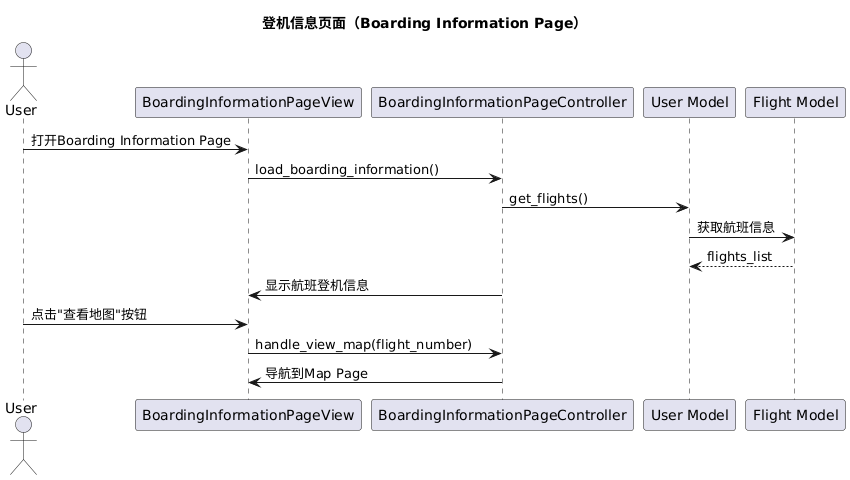 登机信息页面（Boarding Information Page）
User
BoardingInformationPageView
BoardingInformationPageController
User Model
Flight Model
打开Boarding Information Page
load_boarding_information()
get_flights()
获取航班信息
flights_list
显示航班登机信息
点击"查看地图"按钮
handle_view_map(flight_number)
导航到Map Page
User
BoardingInformationPageView
BoardingInformationPageController
User Model
Flight Model